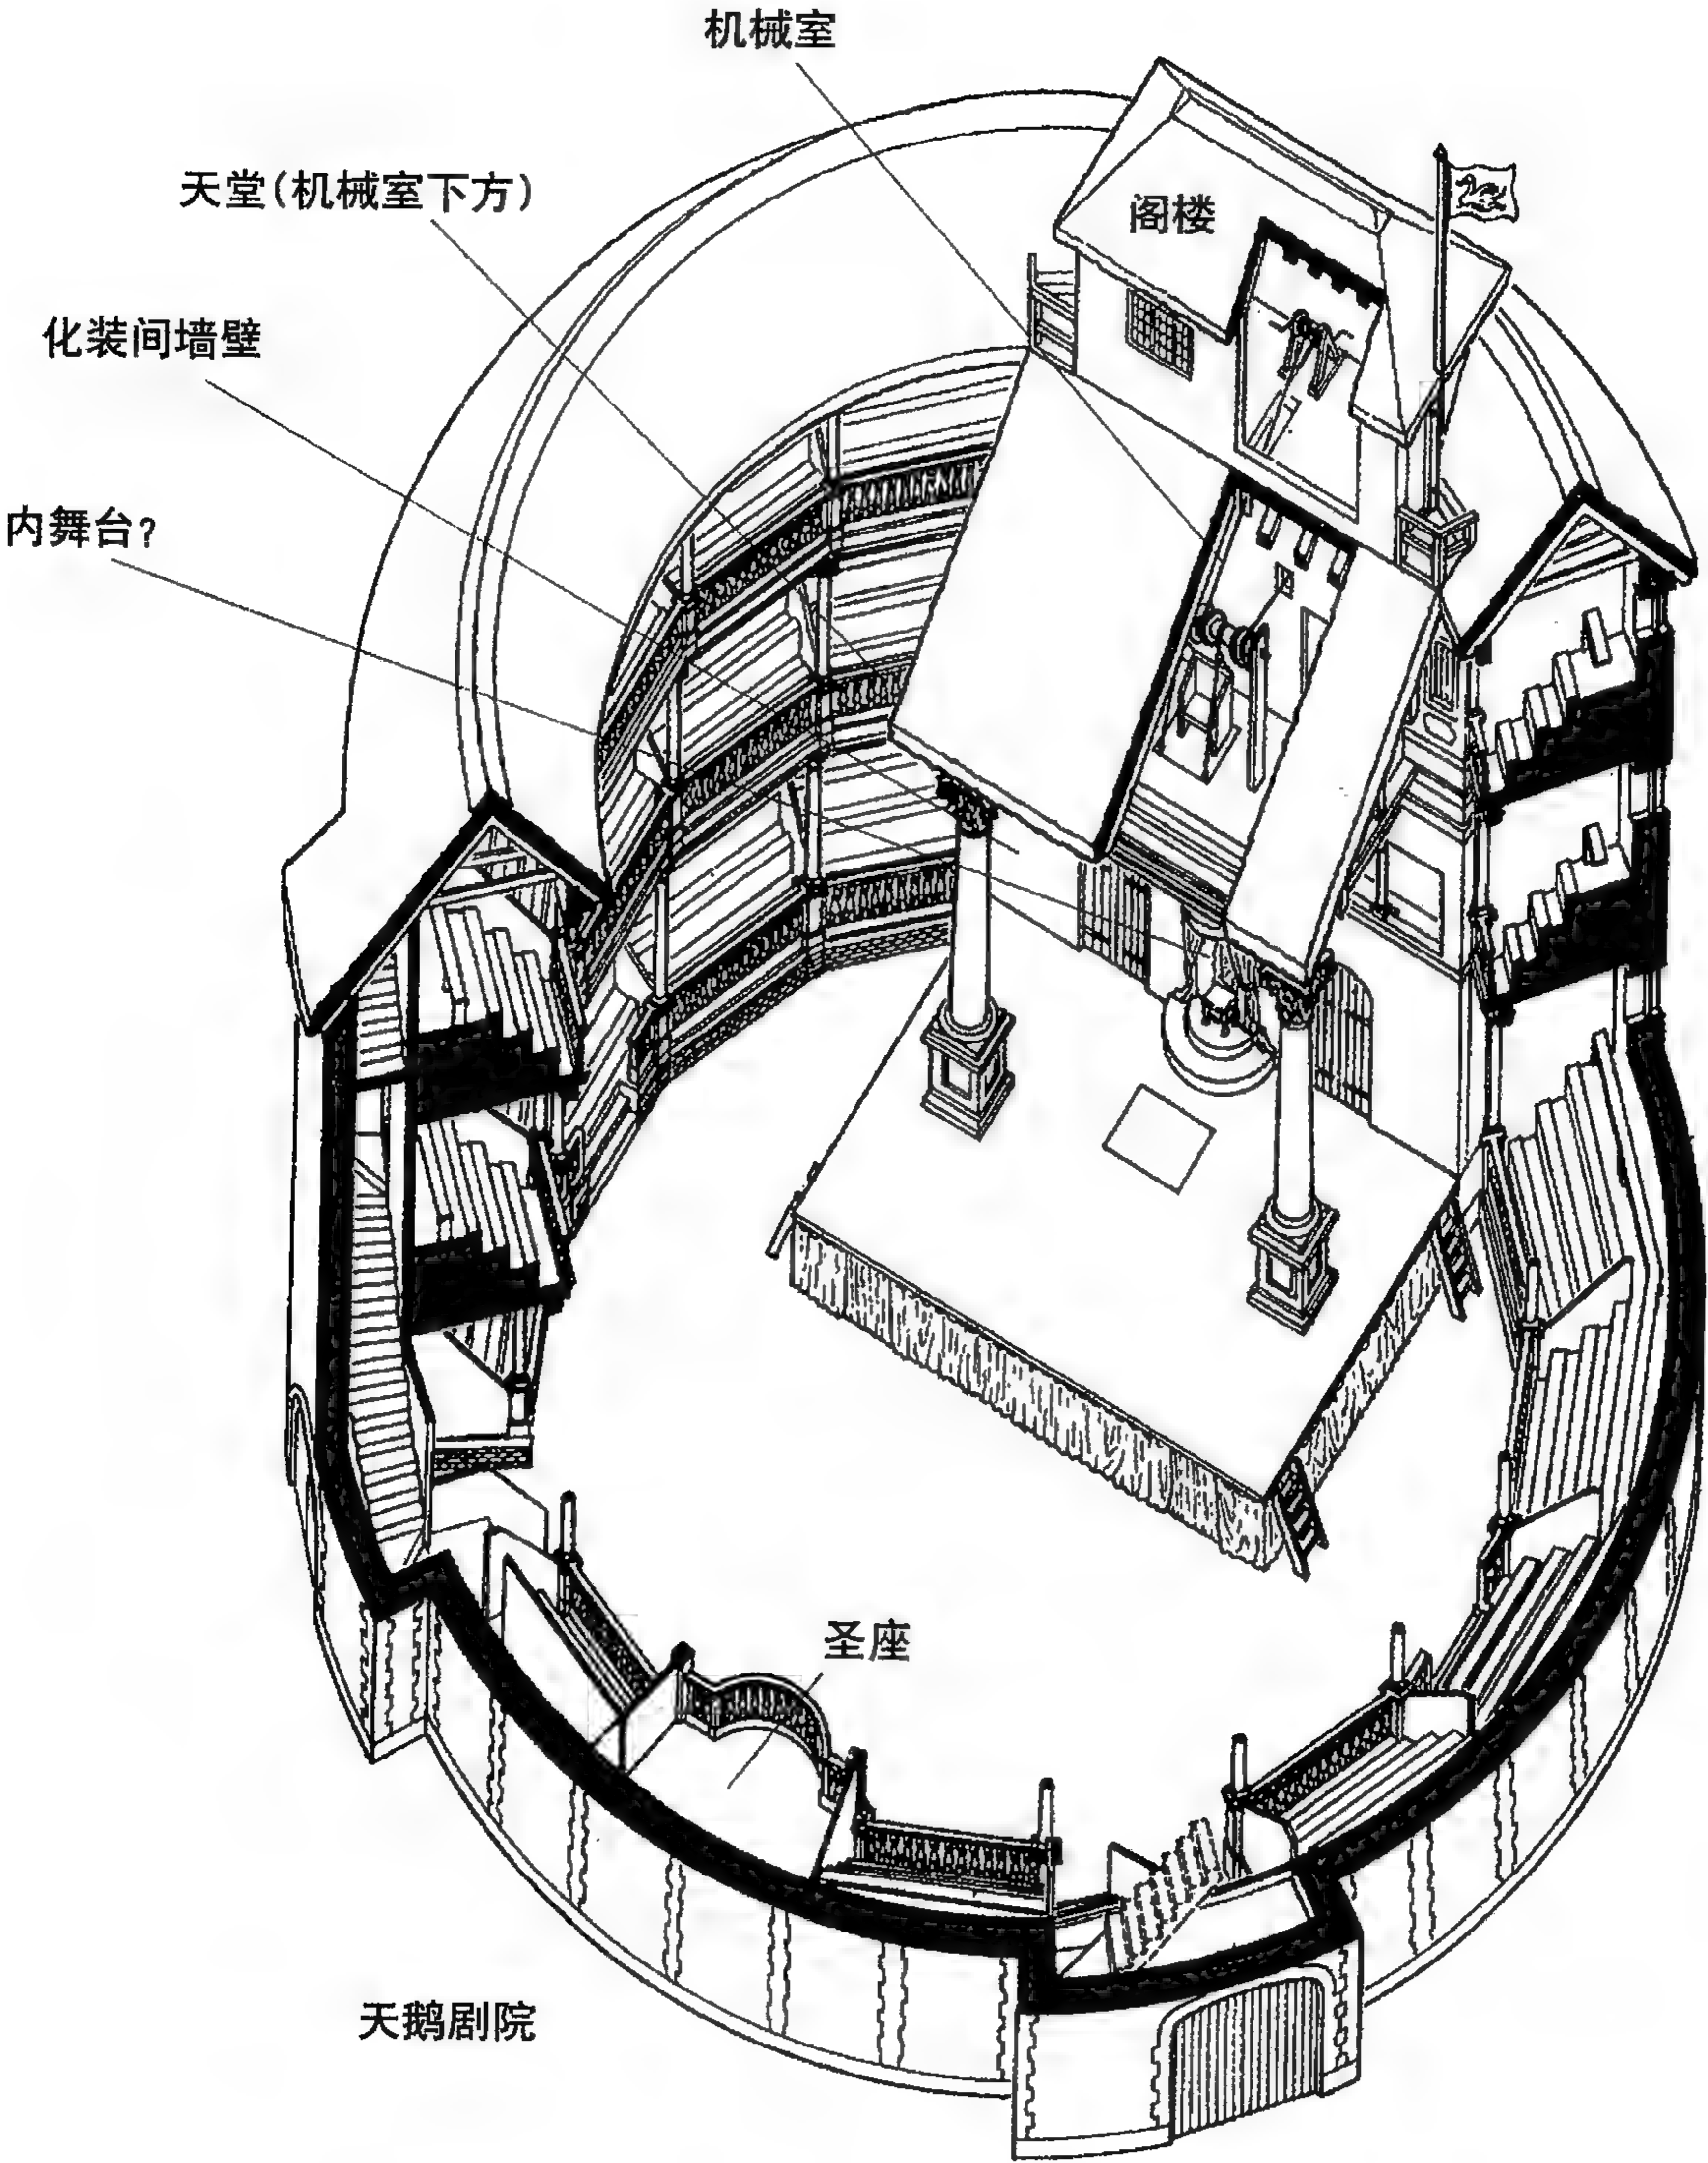 机械室
天堂(机械室下方)
阁楼
化装间墙壁
内舞台?
圣座
天鹅剧院